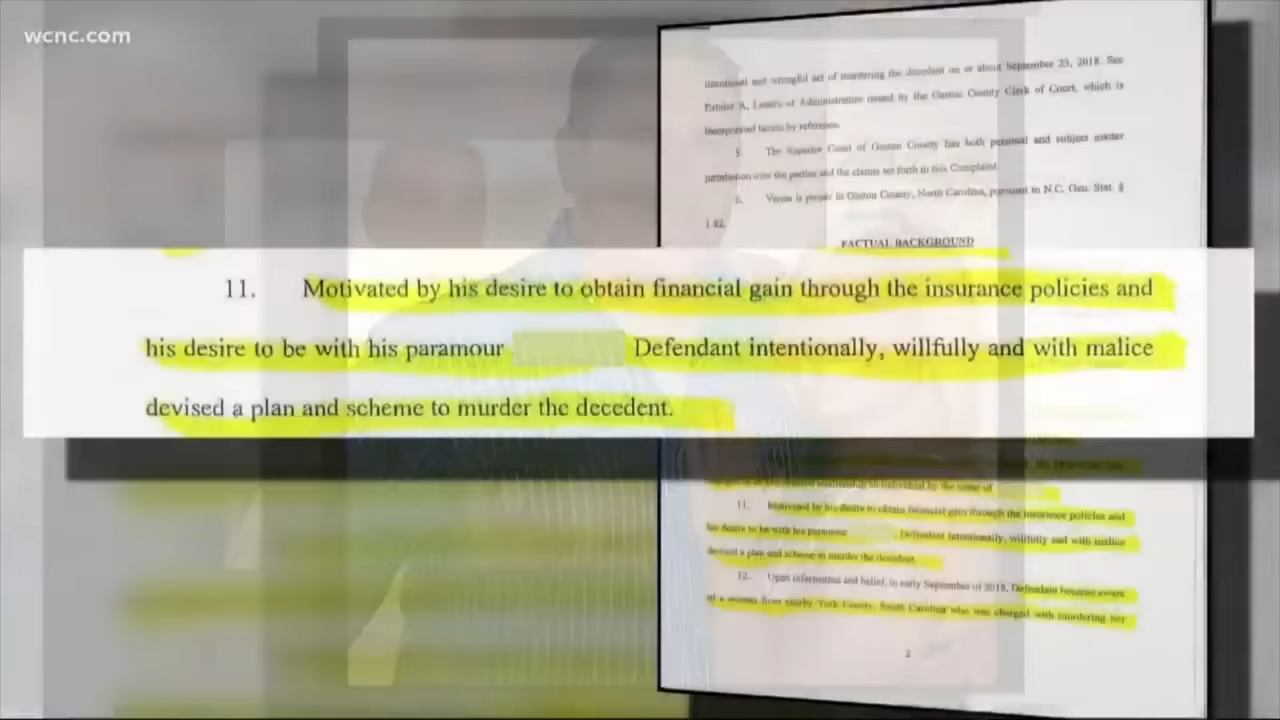 wcnc.com
intentional and wrongful act of murdering the decedent on or about September 23, 2018. See
Exhibit A, Letters of Administration issued by the Gaston County Clerk of Court, which is
incorporated herein by reference.
5. The Superior Court of Gaston County has both personal and subject matter
jurisdiction over the parties and the claims set forth in this Complaint.
6. Venue is proper in Gaston County, North Carolina, pursuant to N.C. Gen. Stat. §
1.82.
FACTUAL BACKGROUND
11. Motivated by his desire to obtain financial gain through the insurance policies and
his desire to be with his paramour Defendant intentionally, willfully and with malice
devised a plan and scheme to murder the decedent.
individual by the name of
11. Motivated by his desire to obtain financial gain through the insurance policies and
his desire to be with his paramour , Defendant intentionally, willfully and with malice
devised a plan and scheme to murder the decedent.
12. Upon information and belief, in early September of 2018, Defendant became aware
of a woman from nearby York County, South Carolina who was charged with murdering her
2